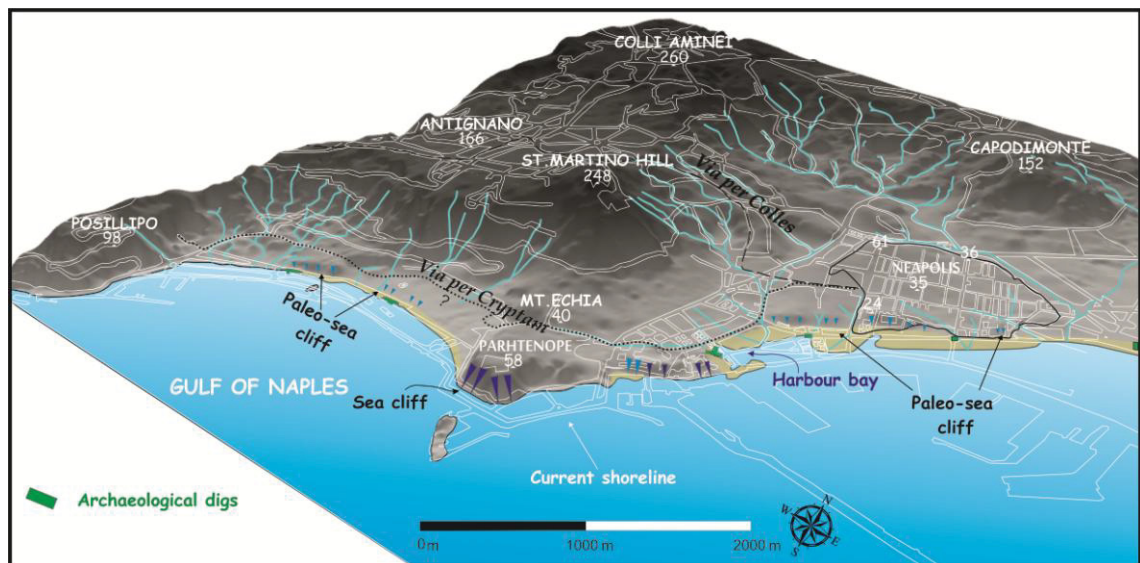 COLLI AMINEI
260
ANTIGNANO
166
ST.MARTINO HILL
248
CAPODIMONTE
152
Via per Colles
POSILLIPO
98
61
36
NEAPOLIS
35
24
Via per Cryptam
?
MT.ECHIA
40
Paleo-sea
cliff
PARHTENOPE
58
Harbour bay
GULF OF NAPLES
Sea cliff
Paleo-sea
cliff
Current shoreline
Archaeological digs
N
W
E
S
0m
1000 m
2000 m